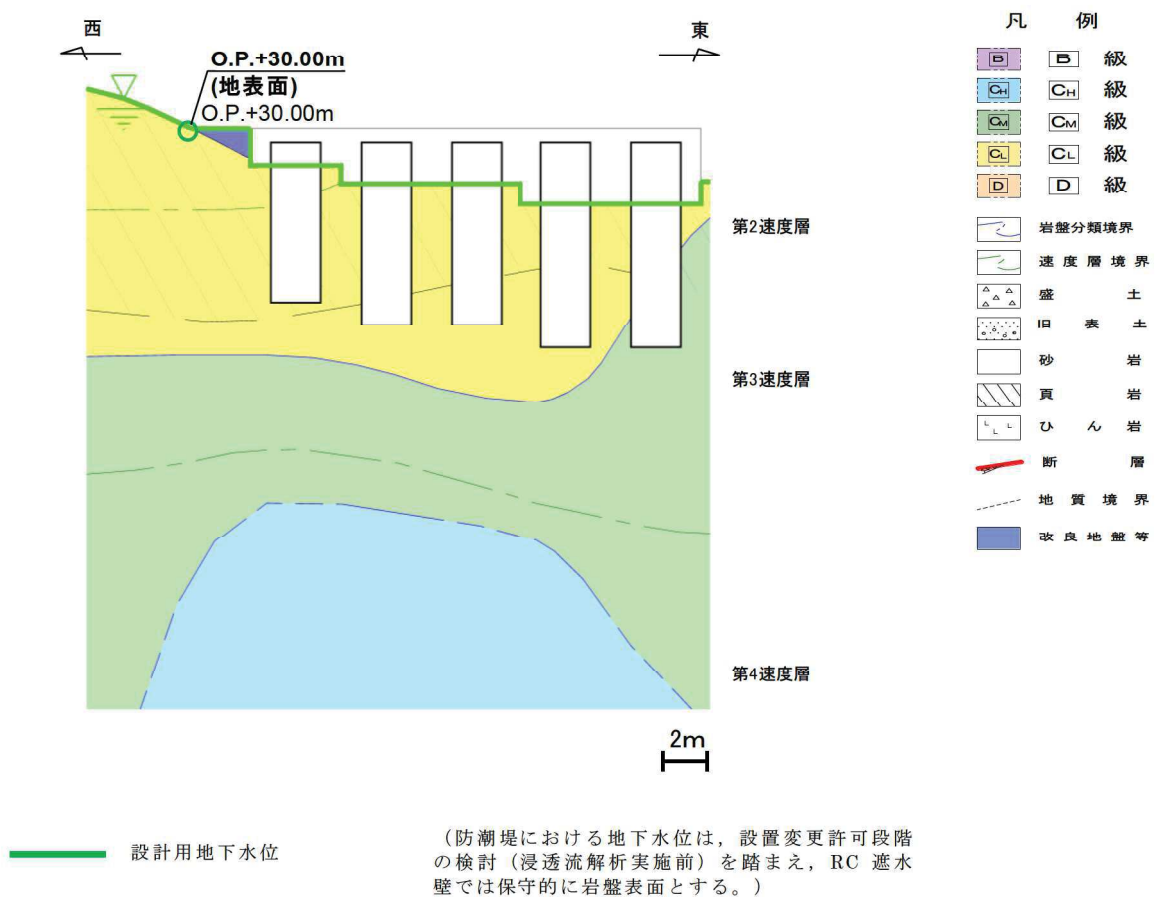 西
東
O.P.+30.00m
(地表面)
O.P.+30.00m
第2速度層
第3速度層
第4速度層
2m
凡 例
B B 級
CH CH 級
CM CM 級
CL CL 級
D D 級
岩盤分類境界
速度層境界
盛土
旧表土
砂岩
頁岩
ひん岩
断層
地質境界
改良地盤等
設計用地下水位
(防潮堤における地下水位は，設置変更許可段階
の検討（浸透流解析実施前）を踏まえ，RC 遮水
壁では保守的に岩盤表面とする。)